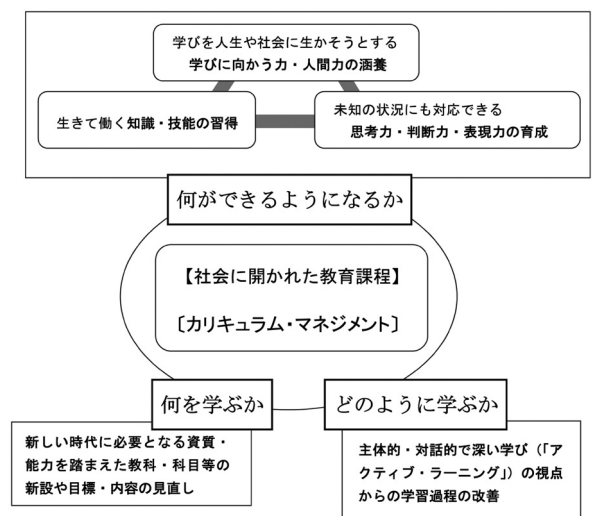 学びを人生や社会に生かそうとする
学びに向かう力・人間力の涵養
生きて働く知識・技能の習得
未知の状況にも対応できる
思考力・判断力・表現力の育成
何ができるようになるか
【社会に開かれた教育課程】
〔カリキュラム・マネジメント〕
何を学ぶか
どのように学ぶか
新しい時代に必要となる資質・
能力を踏まえた教科・科目等の
新設や目標・内容の見直し
主体的・対話的で深い学び（「ア
クティブ・ラーニング」）の視点
からの学習過程の改善